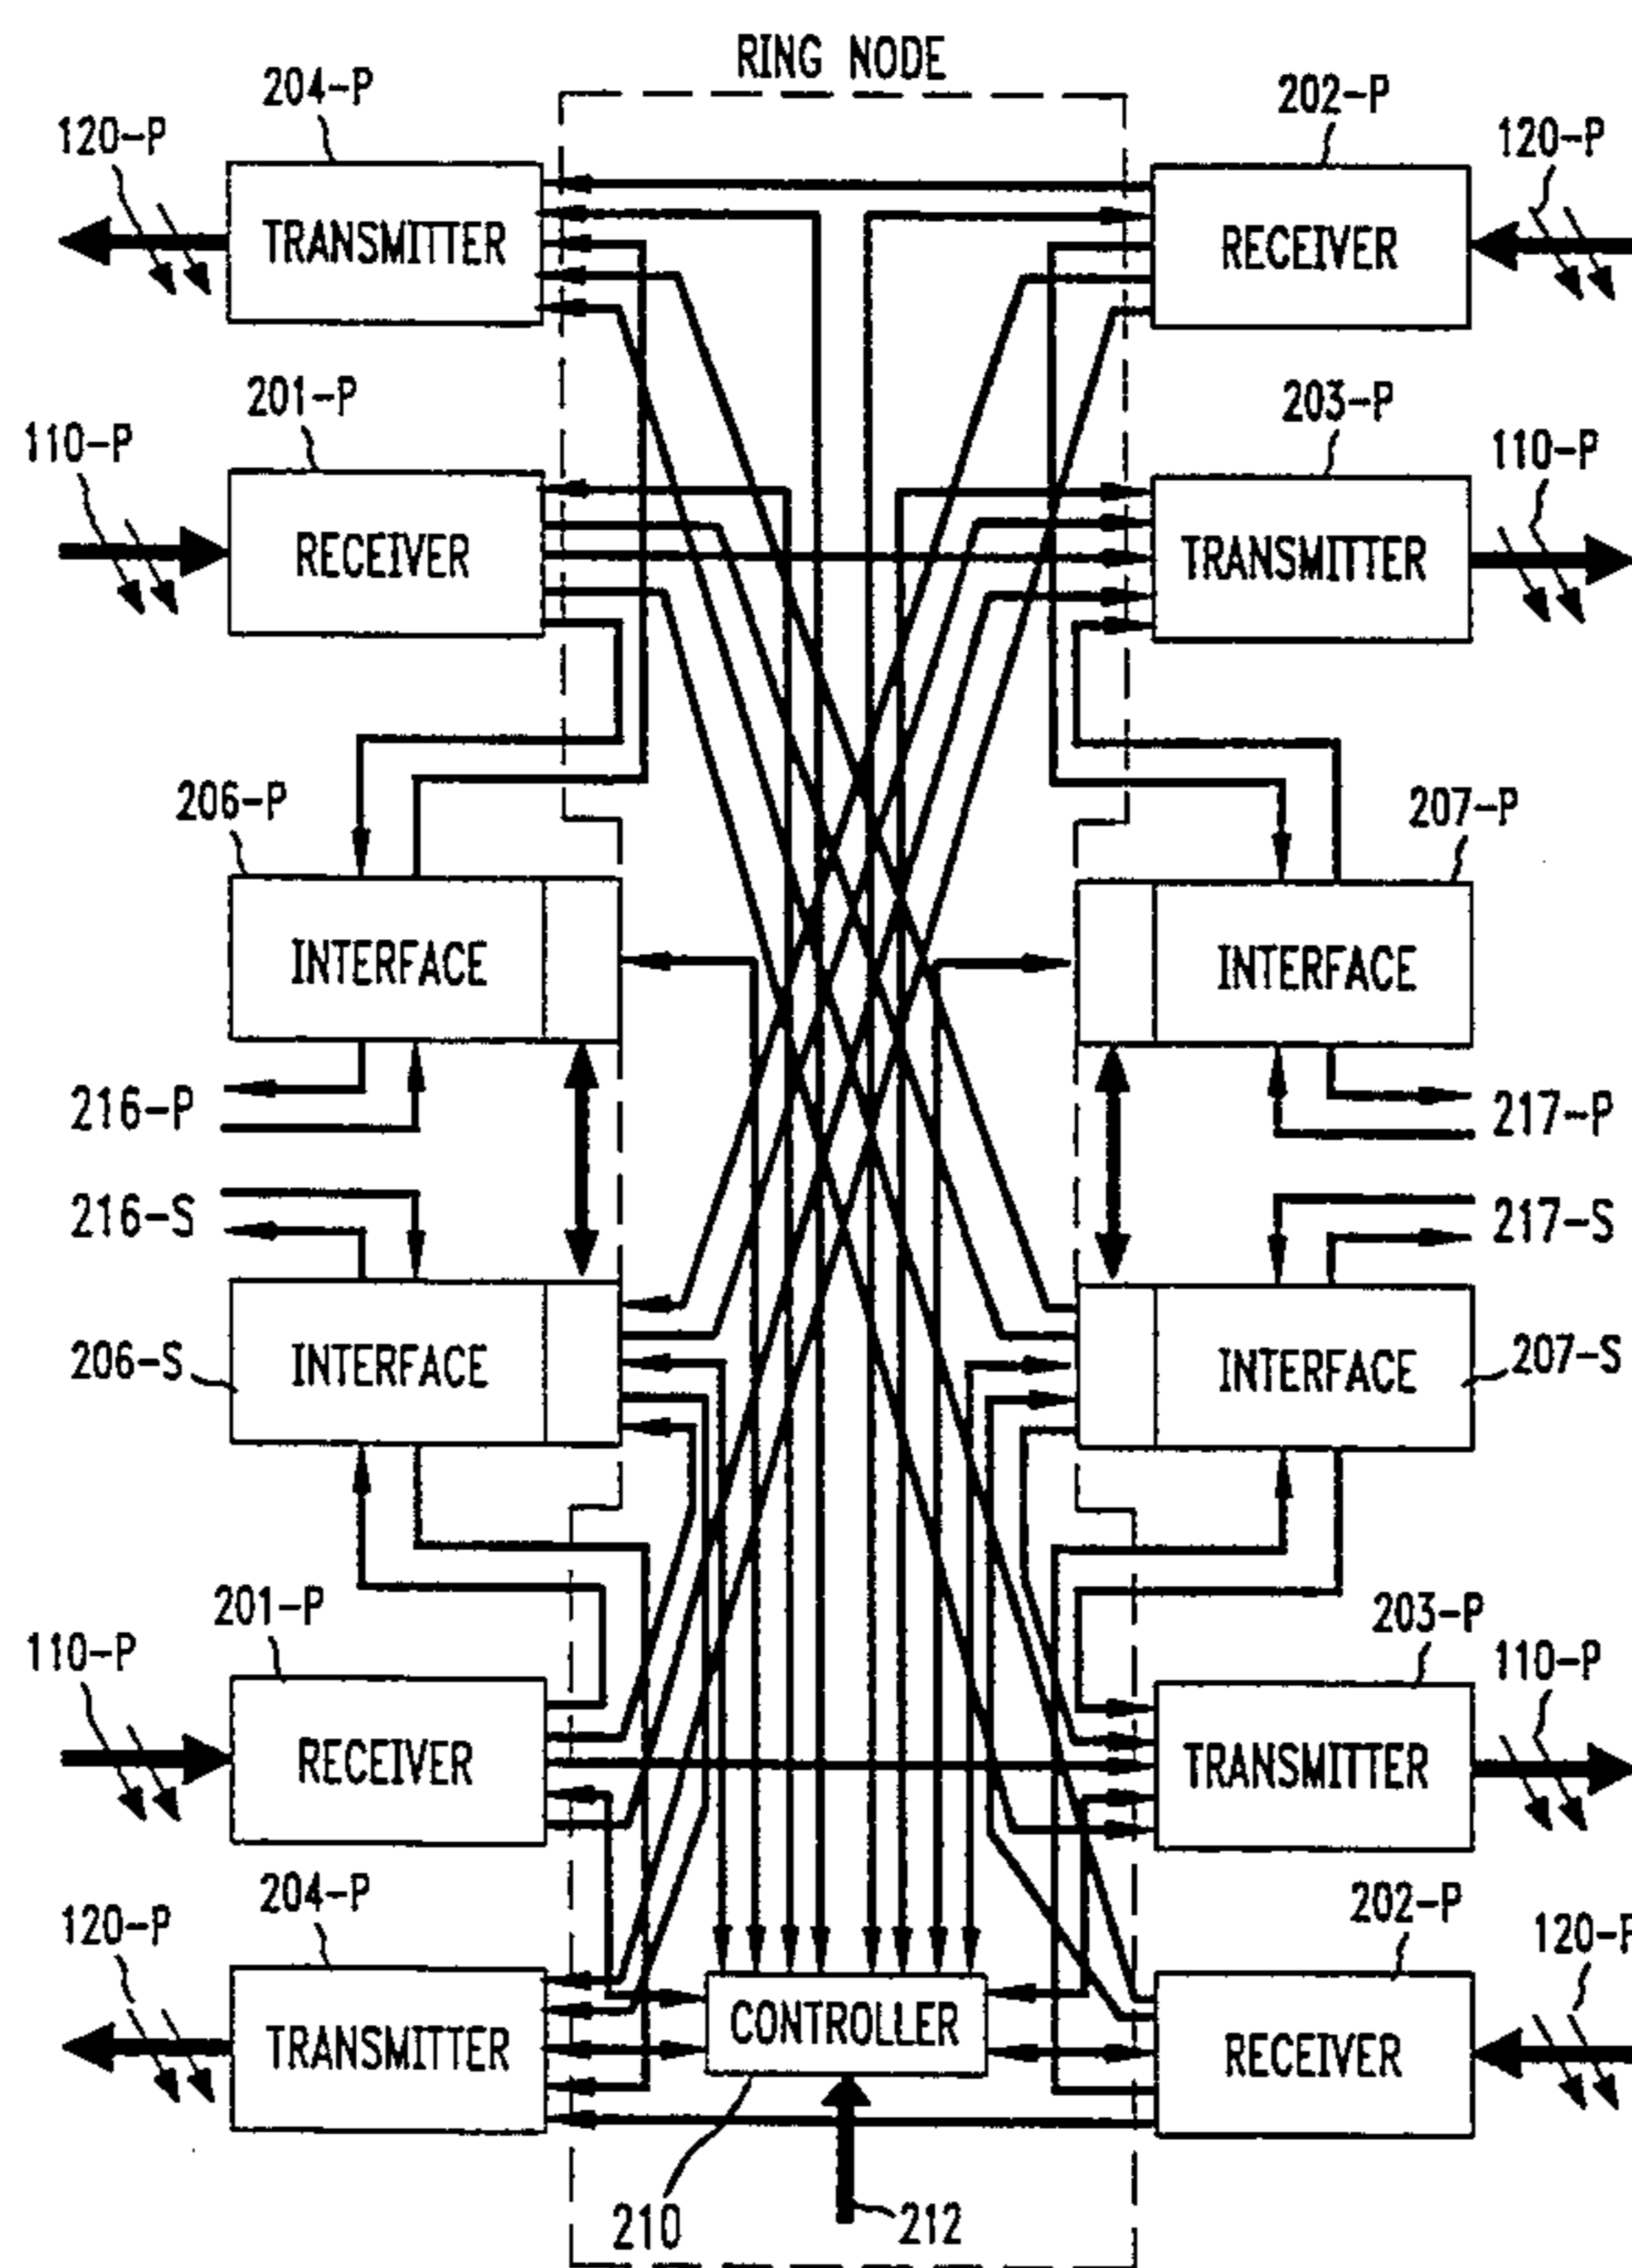 RING NODE
204-P
202-P
120-P
120-P
TRANSMITTER
RECEIVER
201-P
203-P
110-P
110-P
RECEIVER
TRANSMITTER
206-P
207-P
INTERFACE
INTERFACE
216-P
217-P
216-S
217-S
206-S
INTERFACE
INTERFACE
207-S
201-P
203-P
110-P
110-P
RECEIVER
TRANSMITTER
204-P
202-P
120-P
120-P
TRANSMITTER
CONTROLLER
RECEIVER
210
212